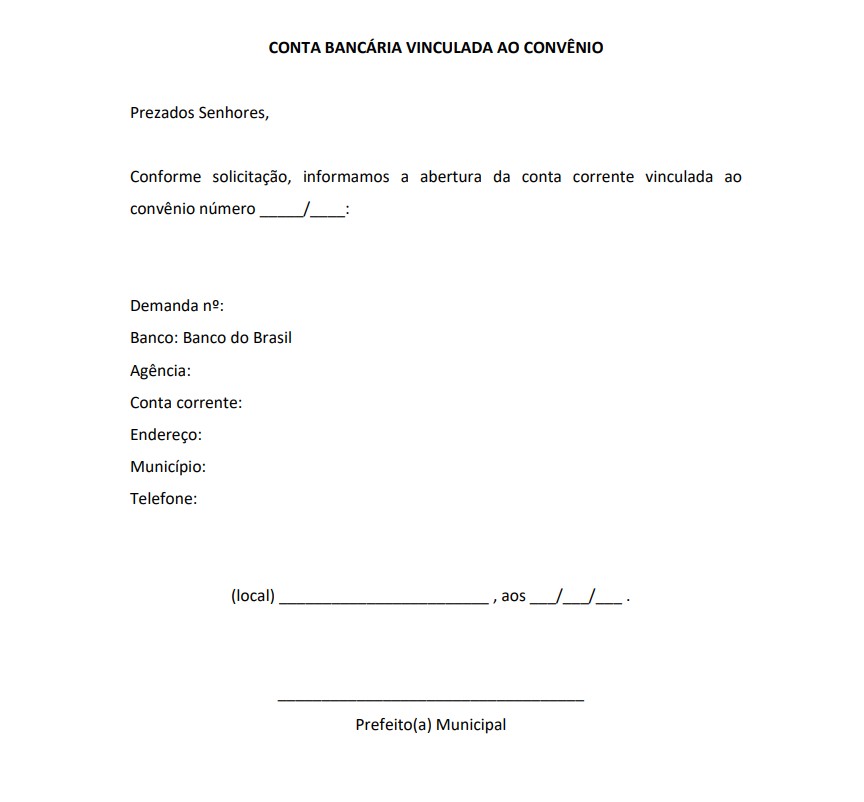 CONTA BANCÁRIA VINCULADA AO CONVÊNIO
Prezados Senhores,
Conforme solicitação, informamos a abertura da conta corrente vinculada ao
convênio número _____/____:
Demanda nº:
Banco: Banco do Brasil
Agência:
Conta corrente:
Endereço:
Município:
Telefone:
(local) ________________________ , aos ___/___/___ .
___________________________________
Prefeito(a) Municipal